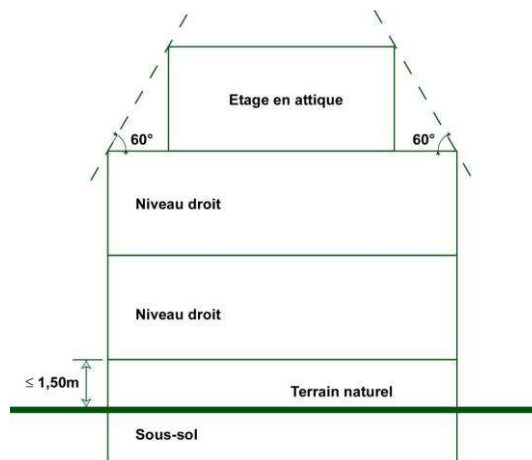 Etage en attique
60°
60°
Niveau droit
Niveau droit
≤ 1,50m
Terrain naturel
Sous-sol